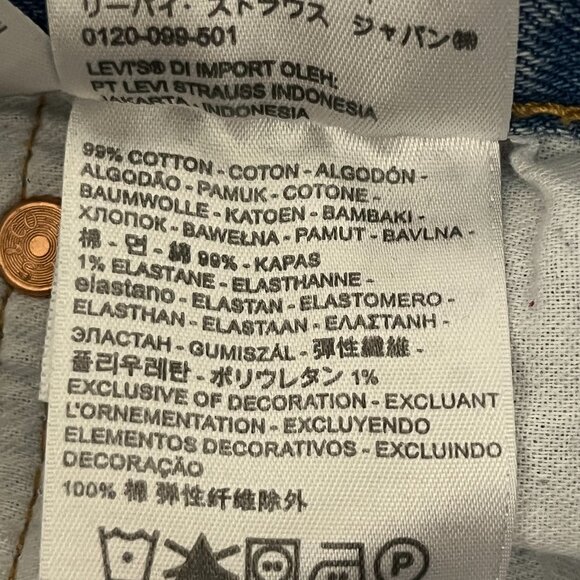 リーバイ・ストラウス ジャパン㈱
0120-099-501
LEVI'S® DI IMPORT OLEH:
PT LEVI STRAUSS INDONESIA
JAKARTA - INDONESIA
99% COTTON - COTON - ALGODÓN -
ALGODÃO - PAMUK - COTONE -
BAUMWOLLE - KATOEN - BAMBAKI -
ХЛОПОК - BAWEŁNA - PAMUT - BAVLNA -
棉 - 면 - 綿 99% - KAPAS
1% ELASTANE - ELASTHANNE -
elastano - ELASTAN - ELASTOMERO -
ELASTHAN - ELASTAAN - ΕΛΑΣΤΑΝΗ -
ЭЛАСТАН - GUMISZÁL - 弹性纖維 -
폴리우레탄 - ポリウレタン 1%
EXCLUSIVE OF DECORATION - EXCLUANT
L'ORNEMENTATION - EXCLUYENDO
ELEMENTOS DECORATIVOS - EXCLUINDO
DECORAÇÃO
100% 棉 弹性纤维除外
P